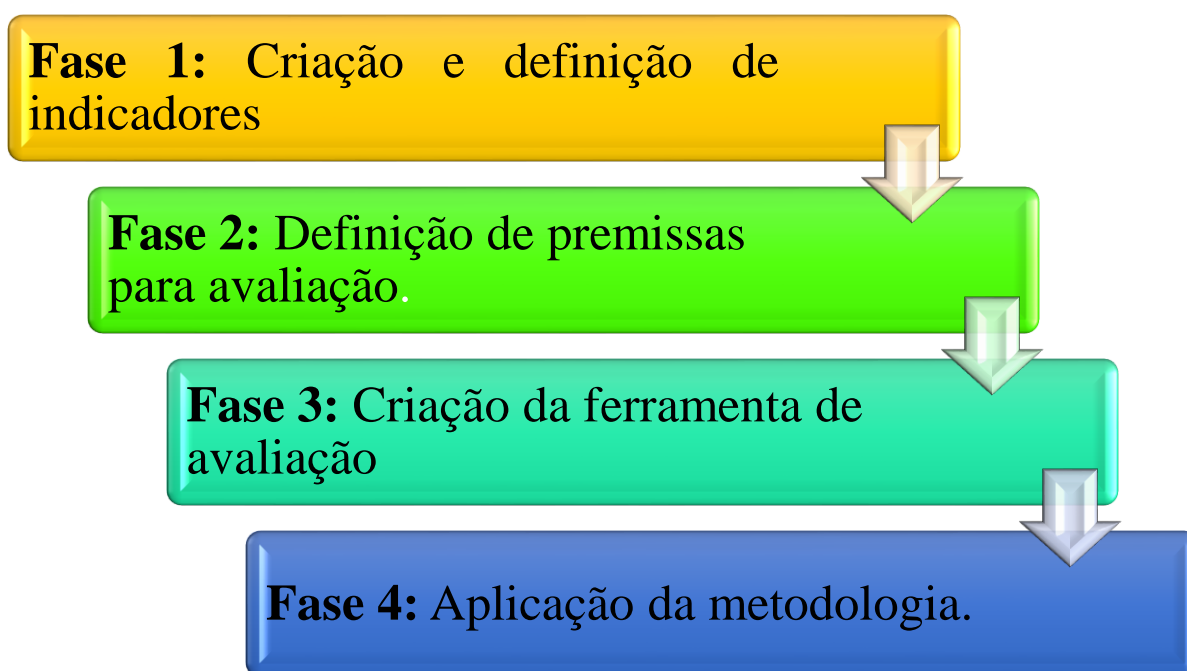 Fase 1: Criação e definição de
indicadores
Fase 2: Definição de premissas
para avaliação.
Fase 3: Criação da ferramenta de
avaliação
Fase 4: Aplicação da metodologia.